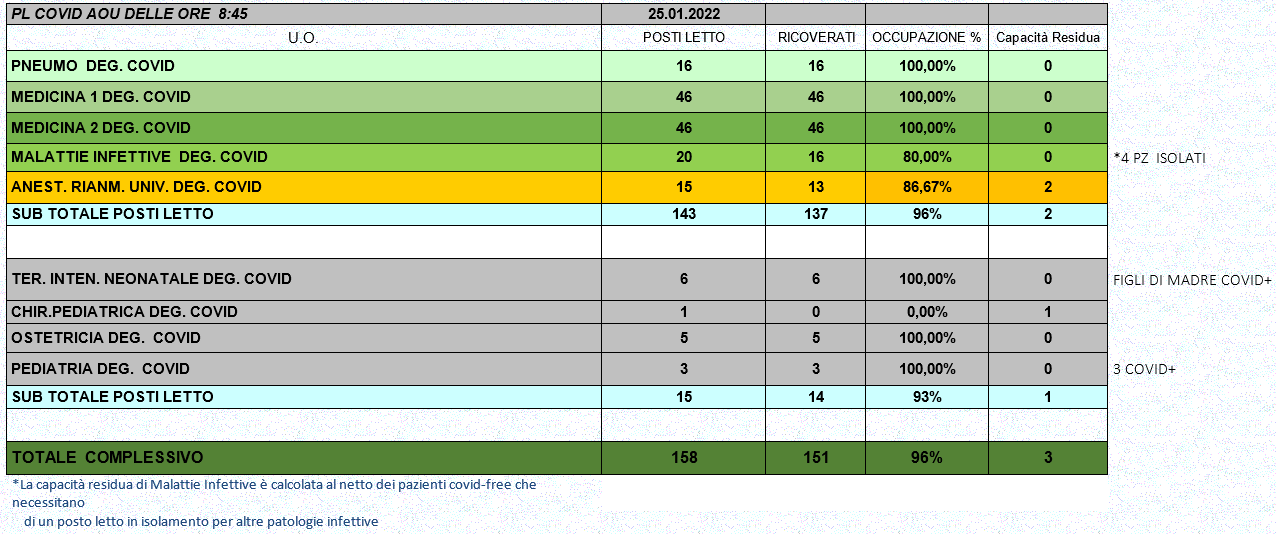 PL COVID AOU DELLE ORE 8:45 25.01.2022
U.O. POSTI LETTO RICOVERATI OCCUPAZIONE % Capacità Residua
PNEUMO DEG. COVID 16 16 100,00% 0
MEDICINA 1 DEG. COVID 46 46 100,00% 0
MEDICINA 2 DEG. COVID 46 46 100,00% 0
MALATTIE INFETTIVE DEG. COVID 20 16 80,00% 0 *4 PZ ISOLATI
ANEST. RIANM. UNIV. DEG. COVID 15 13 86,67% 2
SUB TOTALE POSTI LETTO 143 137 96% 2
TER. INTEN. NEONATALE DEG. COVID 6 6 100,00% 0 FIGLI DI MADRE COVID+
CHIR.PEDIATRICA DEG. COVID 1 0 0,00% 1
OSTETRICIA DEG. COVID 5 5 100,00% 0
PEDIATRIA DEG. COVID 3 3 100,00% 0 3 COVID+
SUB TOTALE POSTI LETTO 15 14 93% 1
TOTALE COMPLESSIVO 158 151 96% 3
*La capacità residua di Malattie Infettive è calcolata al netto dei pazienti covid-free che
necessitano
di un posto letto in isolamento per altre patologie infettive